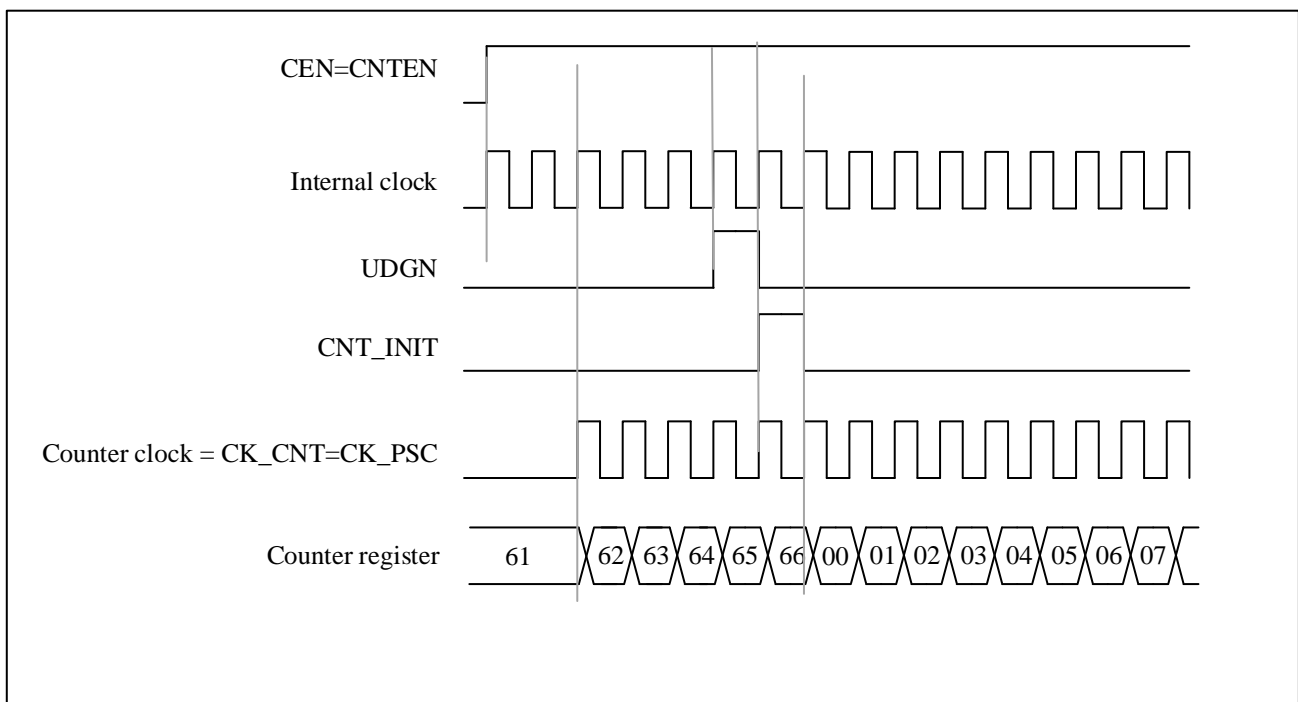 CEN=CNTEN
Internal clock
UDGN
CNT_INIT
Counter clock = CK_CNT=CK_PSC
Counter register 61 62 63 64 65 66 00 01 02 03 04 05 06 07